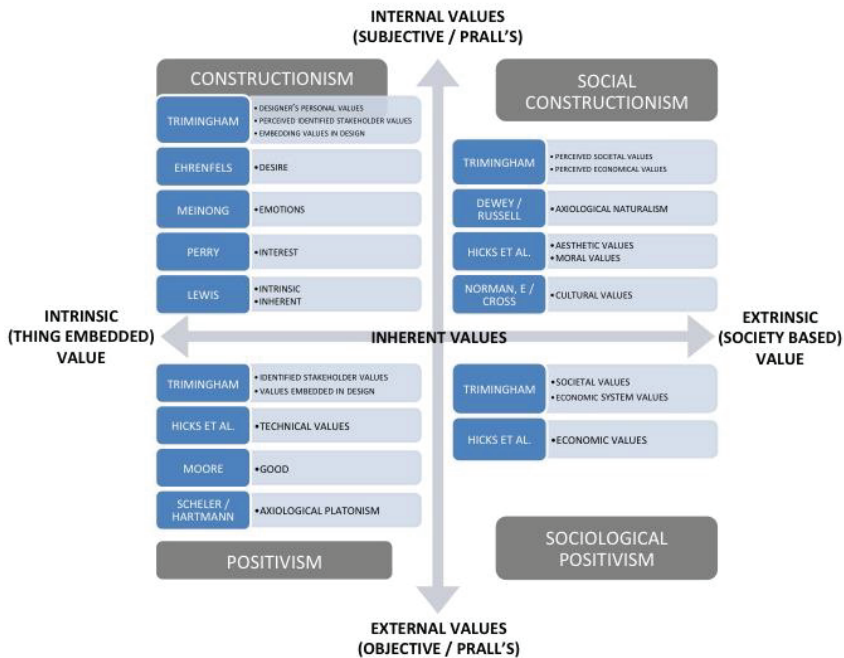 INTERNAL VALUES
(SUBJECTIVE / PRALL'S)
CONSTRUCTIONISM
TRIMINGHAM
• DESIGNER'S PERSONAL VALUES
• PERCEIVED IDENTIFIED STAKEHOLDER VALUES
• EMBEDDING VALUES IN DESIGN
EHRENFELS
•DESIRE
MEINONG
•EMOTIONS
PERRY
•INTEREST
LEWIS
•INTRINSIC
•INHERENT
SOCIAL
CONSTRUCTIONISM
TRIMINGHAM
• PERCEIVED SOCIETAL VALUES
• PERCEIVED ECONOMICAL VALUES
DEWEY /
RUSSELL
•AXIOLOGICAL NATURALISM
HICKS ET AL.
•AESTHETIC VALUES
•MORAL VALUES
NORMAN, E /
CROSS
•CULTURAL VALUES
INTRINSIC
(THING EMBEDDED)
VALUE
INHERENT VALUES
EXTRINSIC
(SOCIETY BASED)
VALUE
TRIMINGHAM
• IDENTIFIED STAKEHOLDER VALUES
• VALUES EMBEDDED IN DESIGN
HICKS ET AL.
•TECHNICAL VALUES
MOORE
•GOOD
SCHELER /
HARTMANN
•AXIOLOGICAL PLATONISM
POSITIVISM
TRIMINGHAM
•SOCIETAL VALUES
•ECONOMIC SYSTEM VALUES
HICKS ET AL.
•ECONOMIC VALUES
SOCIOLOGICAL
POSITIVISM
EXTERNAL VALUES
(OBJECTIVE / PRALL'S)